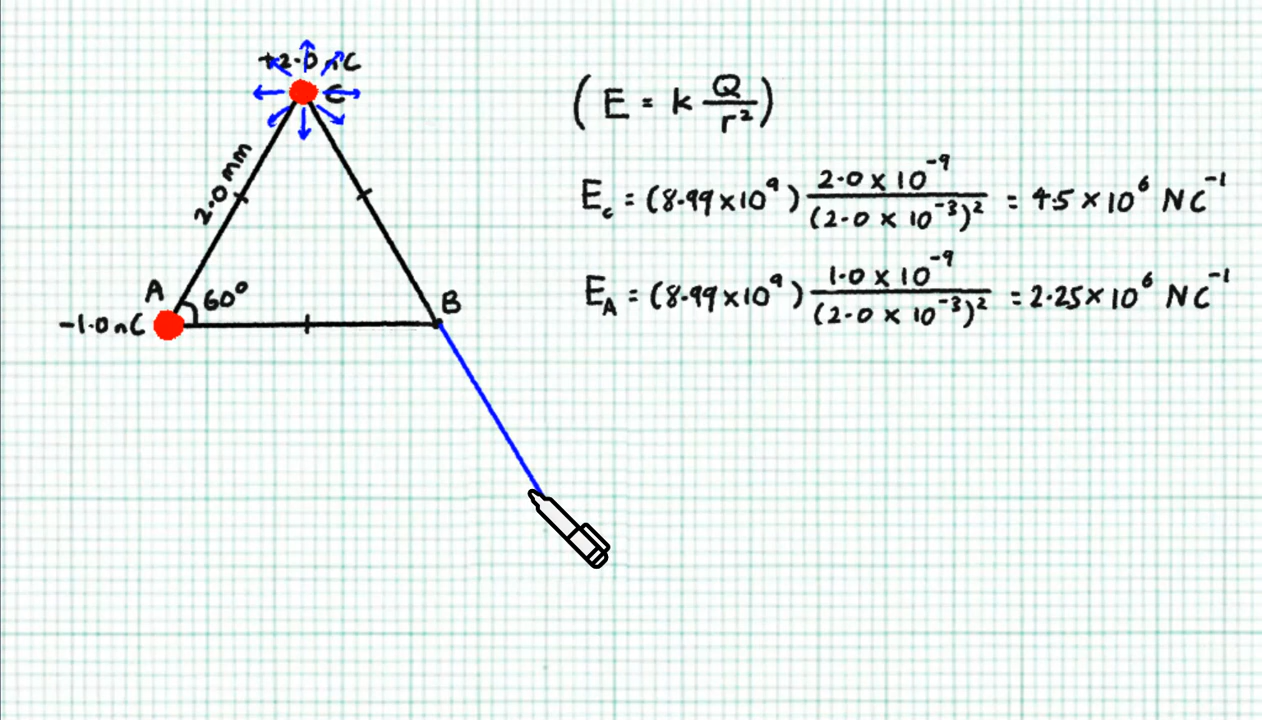 +2.0 nC
C
2.0 mm
A
60°
B
-1.0 nC
(E = k Q/r²)
E_c = (8.99 × 10⁹) 2.0 × 10⁻⁹/(2.0 × 10⁻³)² = 4.5 × 10⁶ NC⁻¹
E_A = (8.99 × 10⁹) 1.0 × 10⁻⁹/(2.0 × 10⁻³)² = 2.25 × 10⁶ NC⁻¹